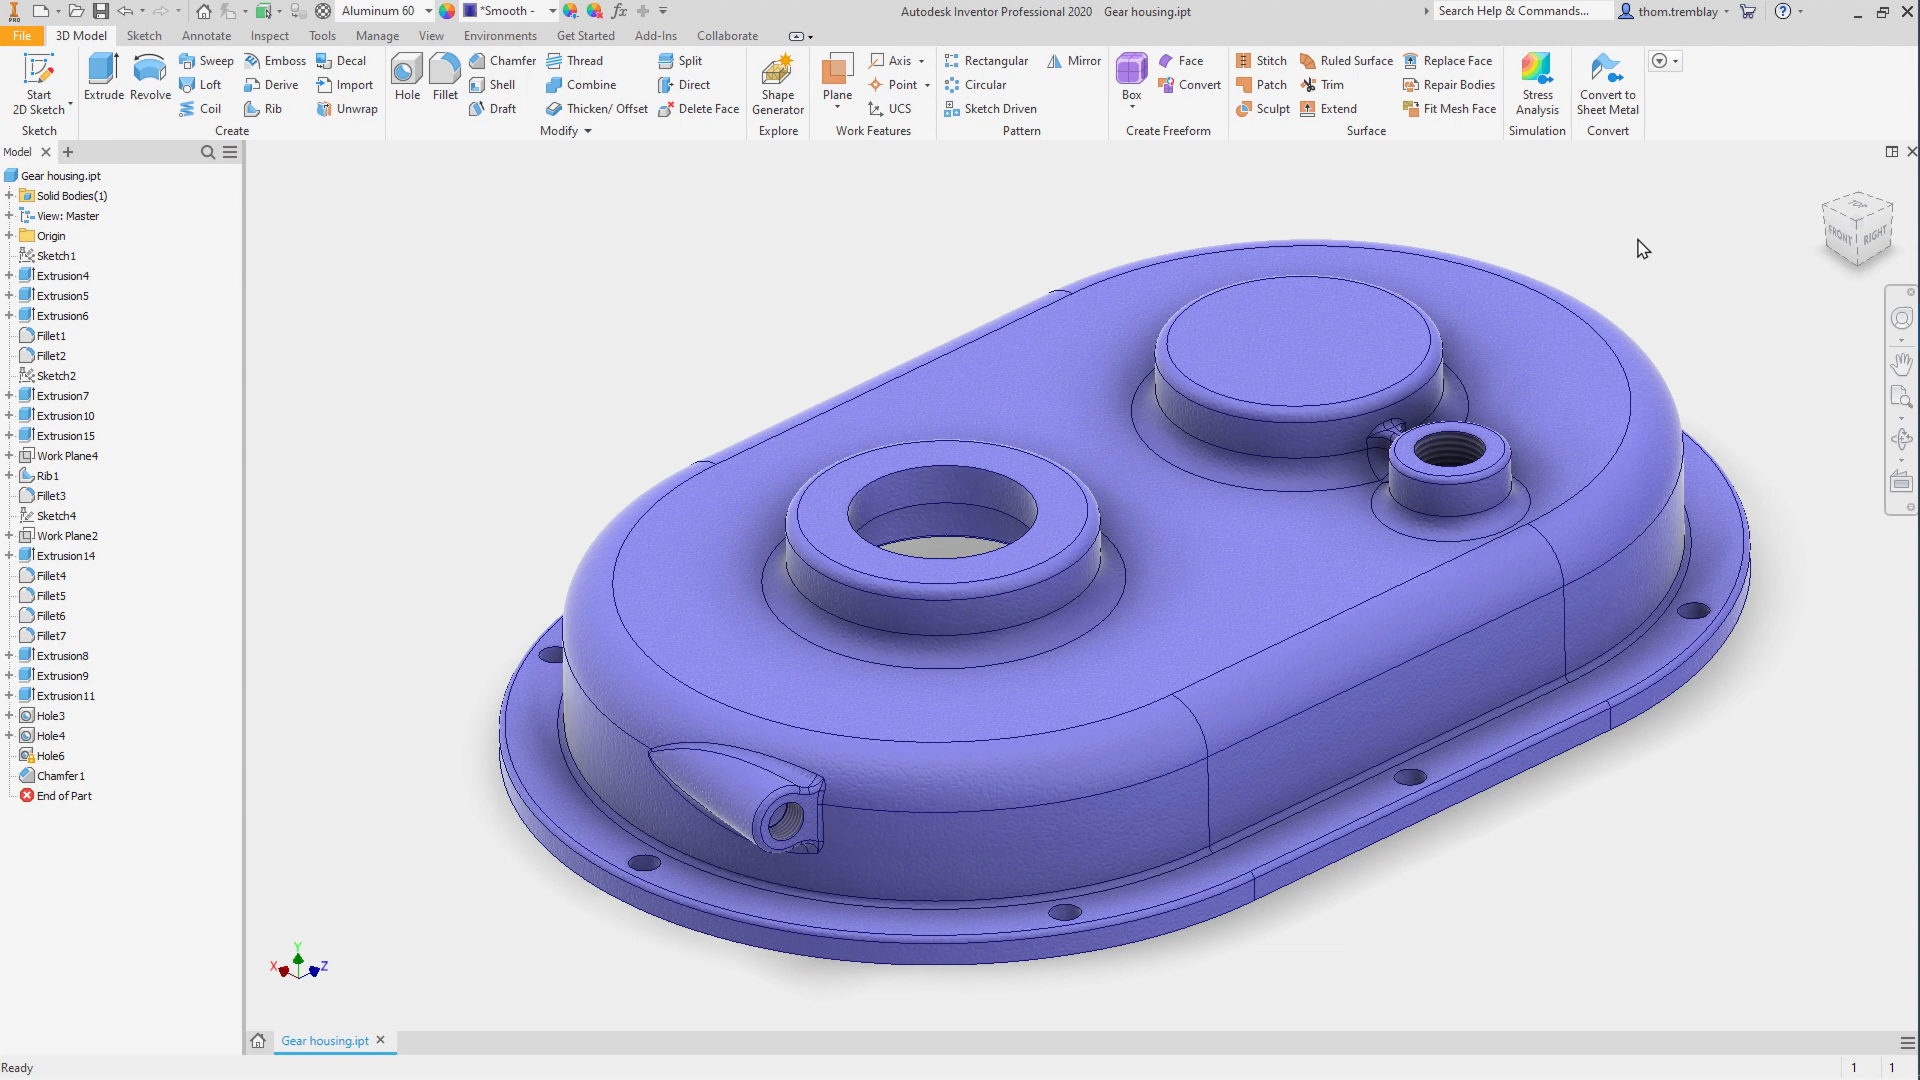 PRO Aluminum 60 *Smooth - fx Autodesk Inventor Professional 2020 Gear housing.ipt Search Help & Commands... thom.tremblay ?
File 3D Model Sketch Annotate Inspect Tools Manage View Environments Get Started Add-Ins Collaborate
Start
2D Sketch
Sketch
Extrude
Revolve
Sweep
Loft
Coil
Emboss
Derive
Rib
Decal
Import
Unwrap
Create
Hole
Fillet
Chamfer
Shell
Draft
Thread
Combine
Thicken/ Offset
Split
Direct
Delete Face
Modify
Shape
Generator
Explore
Plane
Axis
Point
UCS
Work Features
Rectangular
Circular
Sketch Driven
Mirror
Pattern
Box
Face
Convert
Create Freeform
Stitch
Patch
Sculpt
Ruled Surface
Trim
Extend
Replace Face
Repair Bodies
Fit Mesh Face
Surface
Stress
Analysis
Simulation
Convert to
Sheet Metal
Convert
Model
Gear housing.ipt
Solid Bodies(1)
View: Master
Origin
Sketch1
Extrusion4
Extrusion5
Extrusion6
Fillet1
Fillet2
Sketch2
Extrusion7
Extrusion10
Extrusion15
Work Plane4
Rib1
Fillet3
Sketch4
Work Plane2
Extrusion14
Fillet4
Fillet5
Fillet6
Fillet7
Extrusion8
Extrusion9
Extrusion11
Hole3
Hole4
Hole6
Chamfer1
End of Part
TOP
FRONT RIGHT
Y
X Z
Gear housing.ipt
Ready 1 1